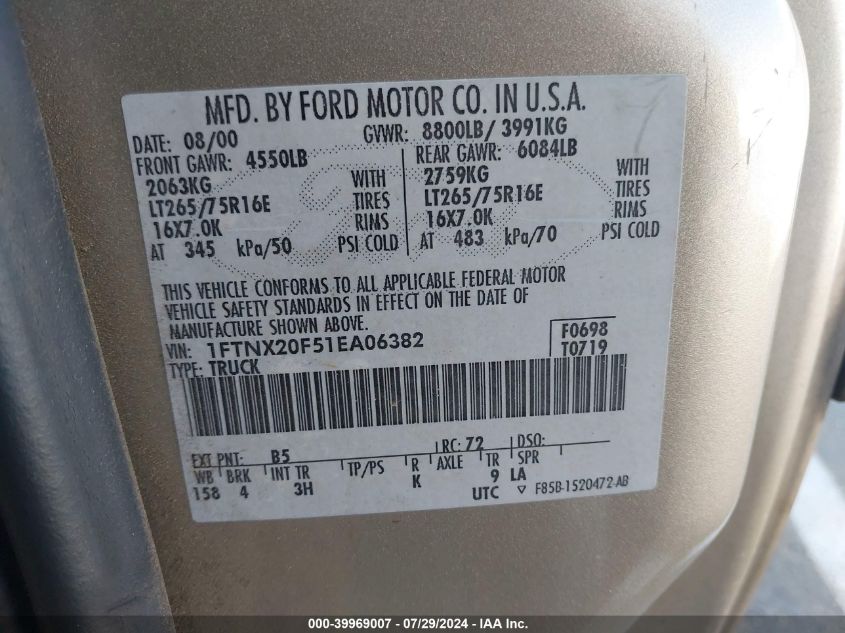 MFD. BY FORD MOTOR CO. IN U.S.A.
DATE: 08/00 GVWR: 8800LB/ 3991KG
FRONT GAWR: 4550LB REAR GAWR: 6084LB
2063KG WITH 2759KG WITH
LT265/75R16E TIRES LT265/75R16E TIRES
16X7.0K RIMS 16X7.0K RIMS
AT 345 kPa/50 PSI COLD AT 483 kPa/70 PSI COLD
THIS VEHICLE CONFORMS TO ALL APPLICABLE FEDERAL MOTOR
VEHICLE SAFETY STANDARDS IN EFFECT ON THE DATE OF
MANUFACTURE SHOWN ABOVE.
VIN: 1FTNX20F51EA06382 F0698
TYPE: TRUCK T0719
EXT PNT: B5 RC: 72 DSO:
WB BRK INT TR TP/PS R AXLE TR SPR
158 4 3H K 9 LA
UTC ▽ F85B-1520472-AB
000-39969007 - 07/29/2024 - IAA Inc.